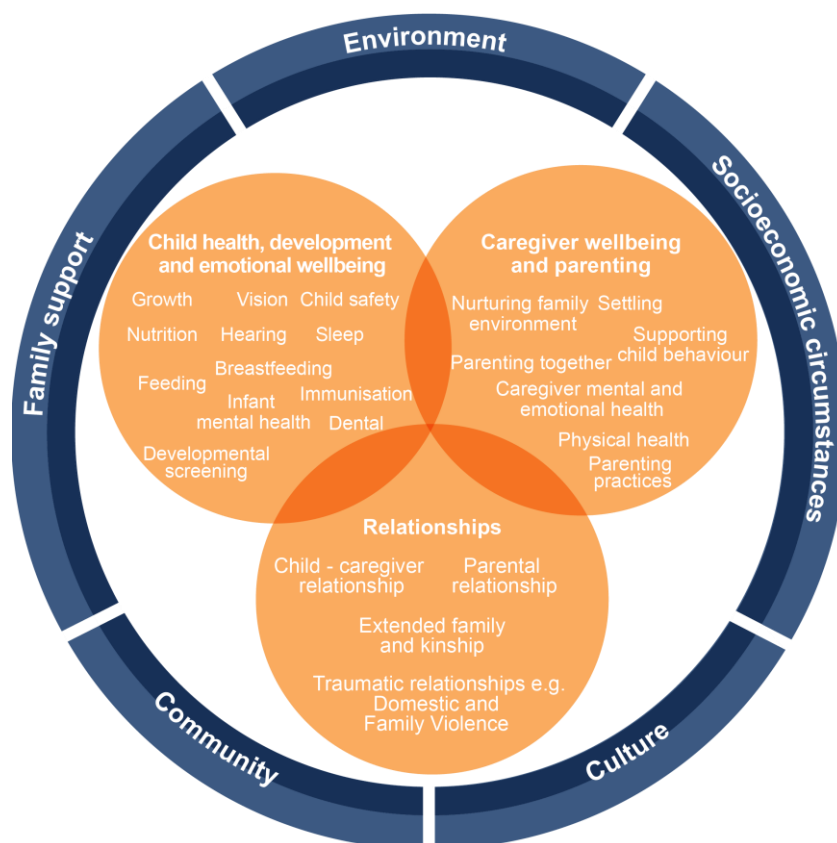 Environment
Family support
Socioeconomic circumstances
Child health, development
and emotional wellbeing
Growth
Vision
Child safety
Nutrition
Hearing
Sleep
Breastfeeding
Feeding
Immunisation
Infant
mental health
Dental
Developmental
screening
Caregiver wellbeing
and parenting
Nurturing family
environment
Settling
Supporting
child behaviour
Parenting together
Caregiver mental and
emotional health
Physical health
Parenting
practices
Relationships
Child - caregiver
relationship
Parental
relationship
Extended family
and kinship
Traumatic relationships e.g.
Domestic and
Family Violence
Community
Culture